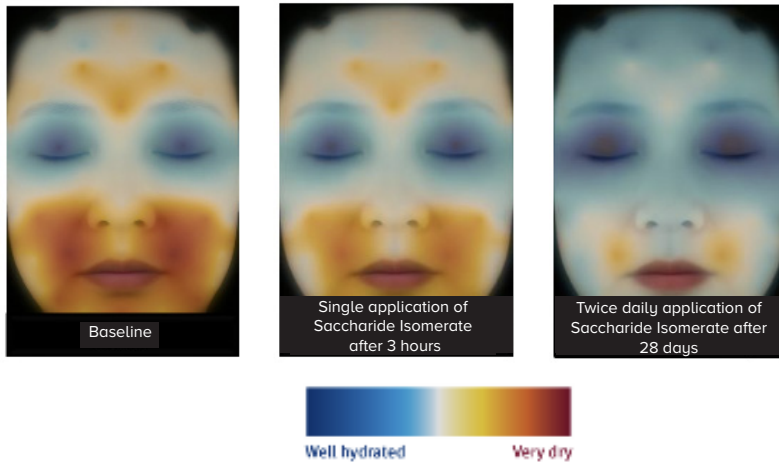 Baseline
Single application of
Saccharide Isomerate
after 3 hours
Twice daily application of
Saccharide Isomerate after
28 days
Well hydrated
Very dry